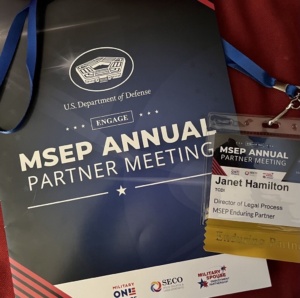 U.S. Department of Defense
ENGAGE
MSEP ANNUAL
PARTNER MEETING
MILITARY
ONE
SECO
MILITARY SPOUSE
MSEP ANNUAL
PARTNER MEETING
Janet Hamilton
TCDI
Director of Legal Process
MSEP Enduring Partner